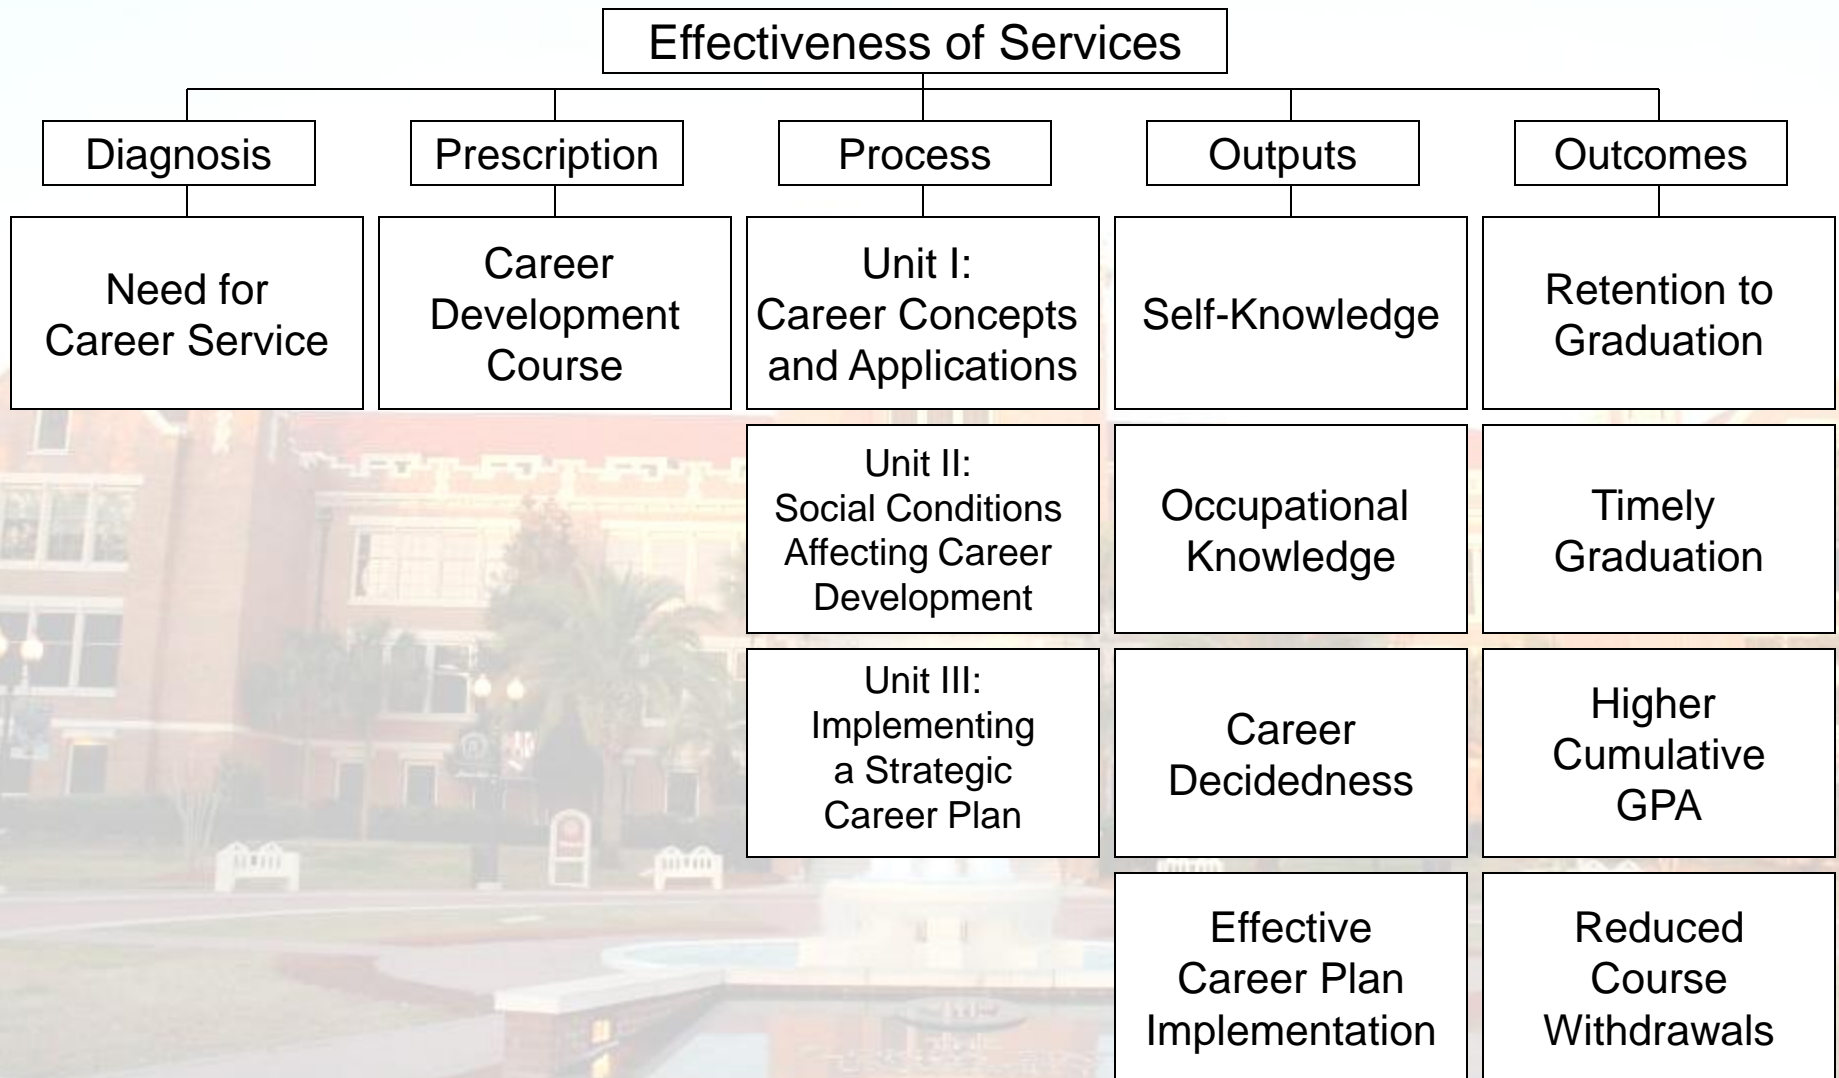 Effectiveness of Services
Diagnosis
Prescription
Process
Outputs
Outcomes
Need for
Career Service
Career
Development
Course
Unit I:
Career Concepts
and Applications
Self-Knowledge
Retention to
Graduation
Unit II:
Social Conditions
Affecting Career
Development
Occupational
Knowledge
Timely
Graduation
Unit III:
Implementing
a Strategic
Career Plan
Career
Decidedness
Higher
Cumulative
GPA
Effective
Career Plan
Implementation
Reduced
Course
Withdrawals